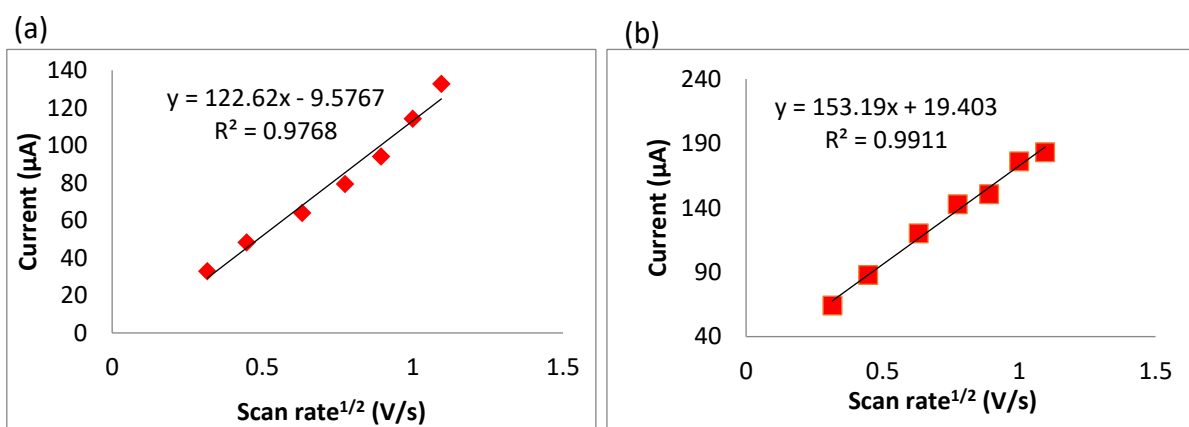 (a)
140
120
100
80
60
40
20
0
Current (µA)
y = 122.62x - 9.5767
R² = 0.9768
0 0.5 1 1.5
Scan rate¹/² (V/s)
(b)
240
190
140
90
40
Current (µA)
y = 153.19x + 19.403
R² = 0.9911
0 0.5 1 1.5
Scan rate¹/² (V/s)